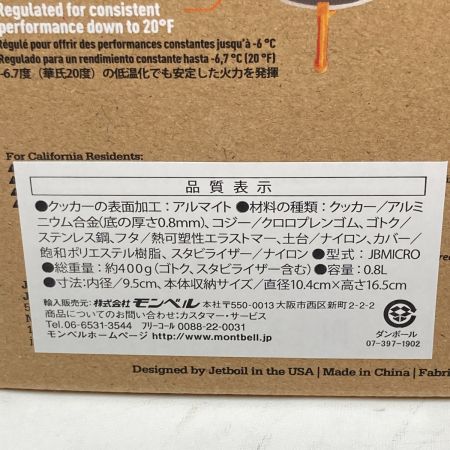 Regulated for consistent
performance down to 20°F
Régulé pour offrir des performances constantes jusqu'à -6 °C
Regulado para un rendimiento constante hasta -6,7 °C (20 °F)
-6.7度(華氏20度)の低温化でも安定した火力を発揮
For California Residents:
品質表示
●クッカーの表面加工:アルマイト ●材料の種類:クッカー/アルミ
ニウム合金(底の厚さ0.8mm)、コジー/クロロプレンゴム、ゴトク/
ステンレス鋼、フタ/熱可塑性エラストマー、土台/ナイロン、カバー/
飽和ポリエステル樹脂、スタビライザー/ナイロン ●型式:JBMICRO
●総重量:約400g(ゴトク、スタビライザー含む) ●容量:0.8L
●寸法:内径/9.5cm、本体収納サイズ/直径10.4cm×高さ16.5cm
輸入販売元:株式会社モンベル 本社〒550-0013 大阪市西区新町2-2-2
商品についてのお問い合わせ:カスタマー・サービス
Tel.06-6531-3544 フリーコール 0088-22-0031
モンベルホームページ http://www.montbell.jp/
ダンボール
07-397-1902
Designed by Jetboil in the USA | Made in China | Fabri